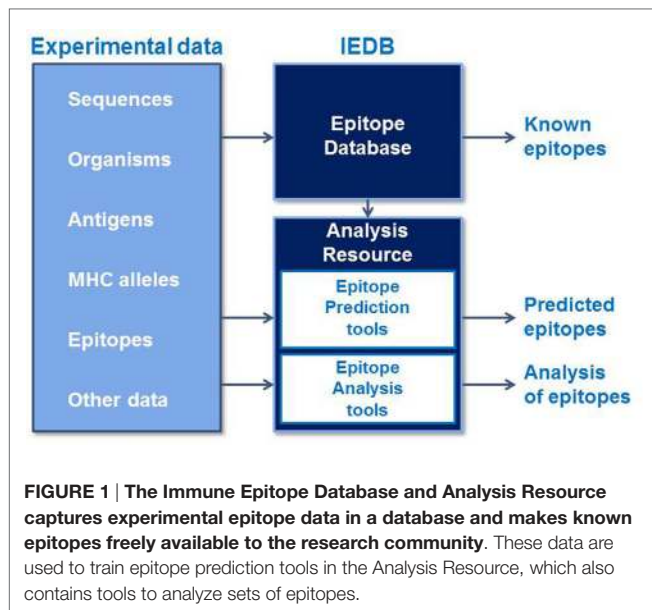 Experimental data
IEDB
Sequences
Organisms
Antigens
MHC alleles
Epitopes
Other data
Epitope
Database
Known
epitopes
Analysis
Resource
Epitope
Prediction
tools
Predicted
epitopes
Epitope
Analysis
tools
Analysis
of epitopes
FIGURE 1 | The Immune Epitope Database and Analysis Resource
captures experimental epitope data in a database and makes known
epitopes freely available to the research community. These data are
used to train epitope prediction tools in the Analysis Resource, which also
contains tools to analyze sets of epitopes.